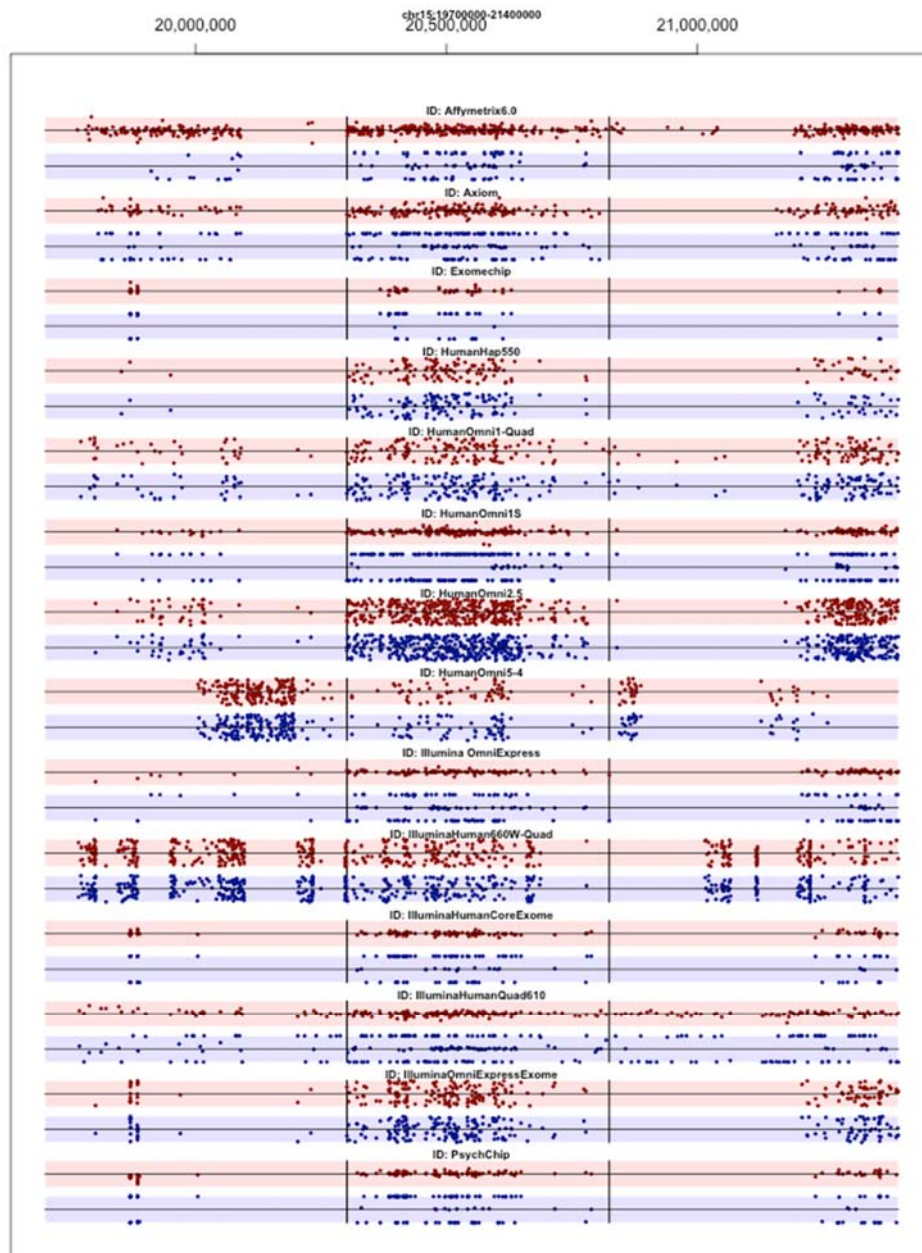 chr15:19700000-21400000
20,000,000 20,500,000 21,000,000
ID: Affymetrix6.0
ID: Axiom
ID: Exomechip
ID: HumanHap550
ID: HumanOmni1-Quad
ID: HumanOmni1S
ID: HumanOmni2.5
ID: HumanOmni5-4
ID: Illumina OmniExpress
ID: IlluminaHuman660W-Quad
ID: IlluminaHumanCoreExome
ID: IlluminaHumanQuad610
ID: IlluminaOmniExpressExome
ID: PsychChip